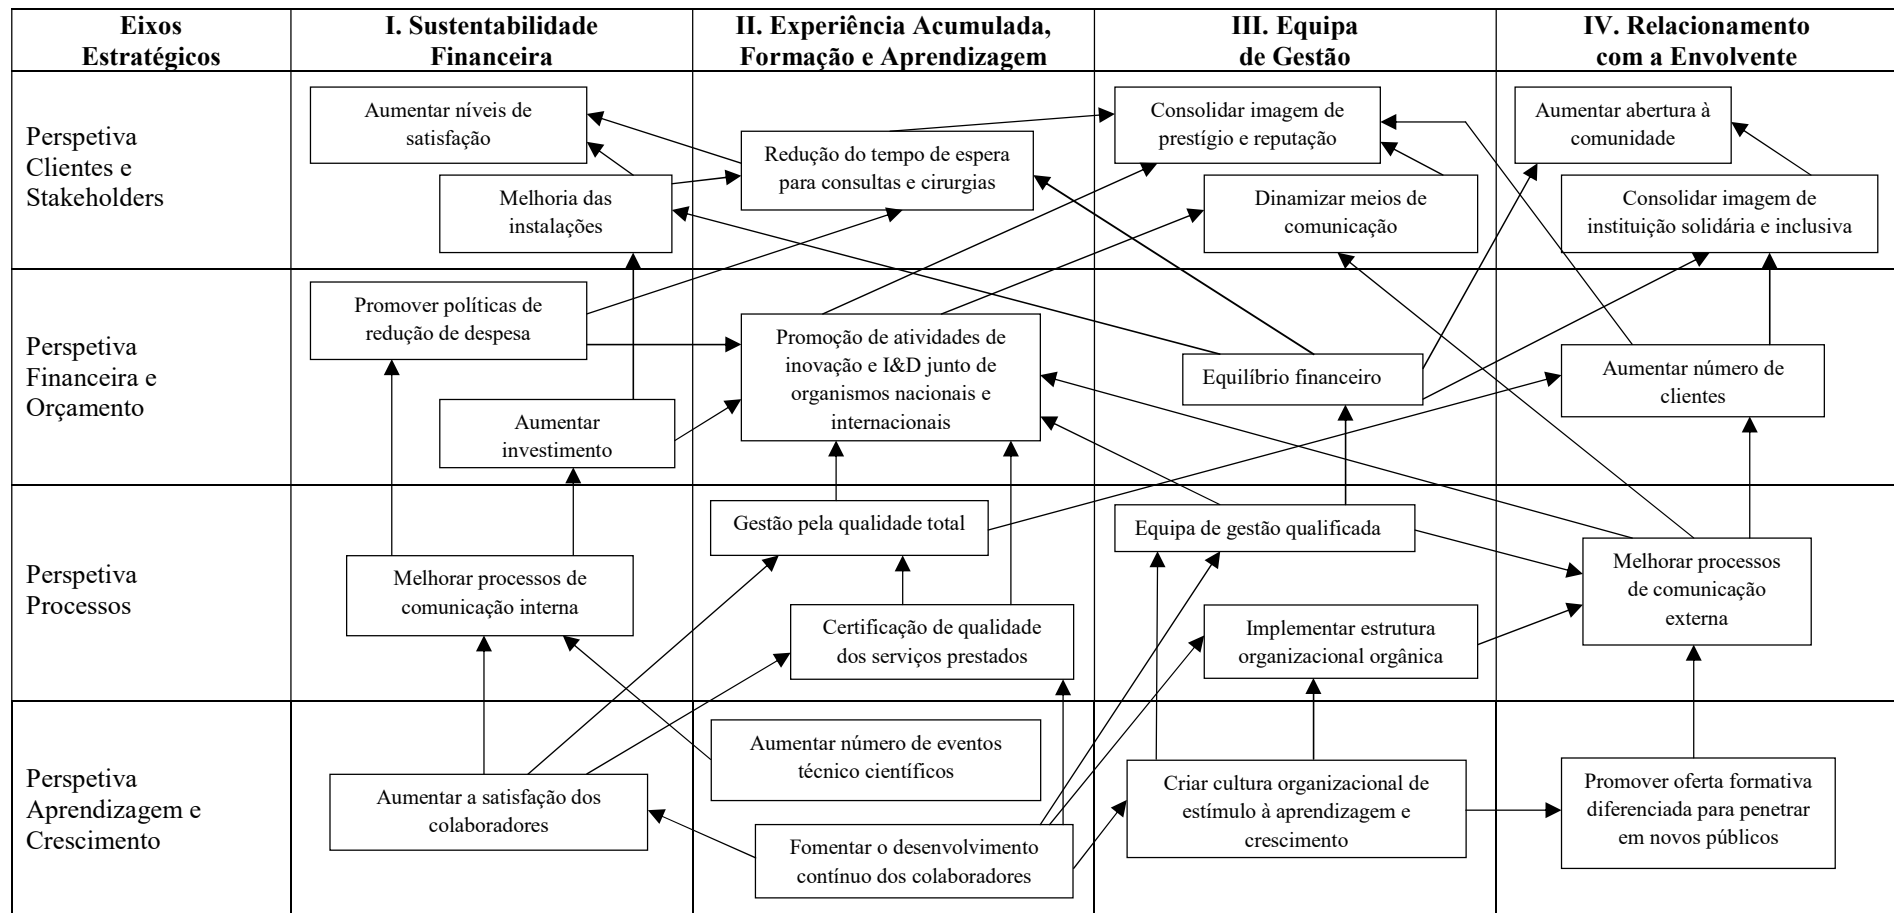 Eixos
Estratégicos
I. Sustentabilidade
Financeira
II. Experiência Acumulada,
Formação e Aprendizagem
III. Equipa
de Gestão
IV. Relacionamento
com a Envolvente
Perspetiva
Clientes e
Stakeholders
Aumentar níveis de
satisfação
Melhoria das
instalações
Redução do tempo de espera
para consultas e cirurgias
Consolidar imagem de
prestígio e reputação
Dinamizar meios de
comunicação
Aumentar abertura à
comunidade
Consolidar imagem de
instituição solidária e inclusiva
Perspetiva
Financeira e
Orçamento
Promover políticas de
redução de despesa
Aumentar
investimento
Promoção de atividades de
inovação e I&D junto de
organismos nacionais e
internacionais
Equilíbrio financeiro
Aumentar número de
clientes
Perspetiva
Processos
Melhorar processos de
comunicação interna
Gestão pela qualidade total
Certificação de qualidade
dos serviços prestados
Equipa de gestão qualificada
Implementar estrutura
organizacional orgânica
Melhorar processos
de comunicação
externa
Perspetiva
Aprendizagem e
Crescimento
Aumentar a satisfação dos
colaboradores
Aumentar número de eventos
técnico científicos
Fomentar o desenvolvimento
contínuo dos colaboradores
Criar cultura organizacional de
estímulo à aprendizagem e
crescimento
Promover oferta formativa
diferenciada para penetrar
em novos públicos